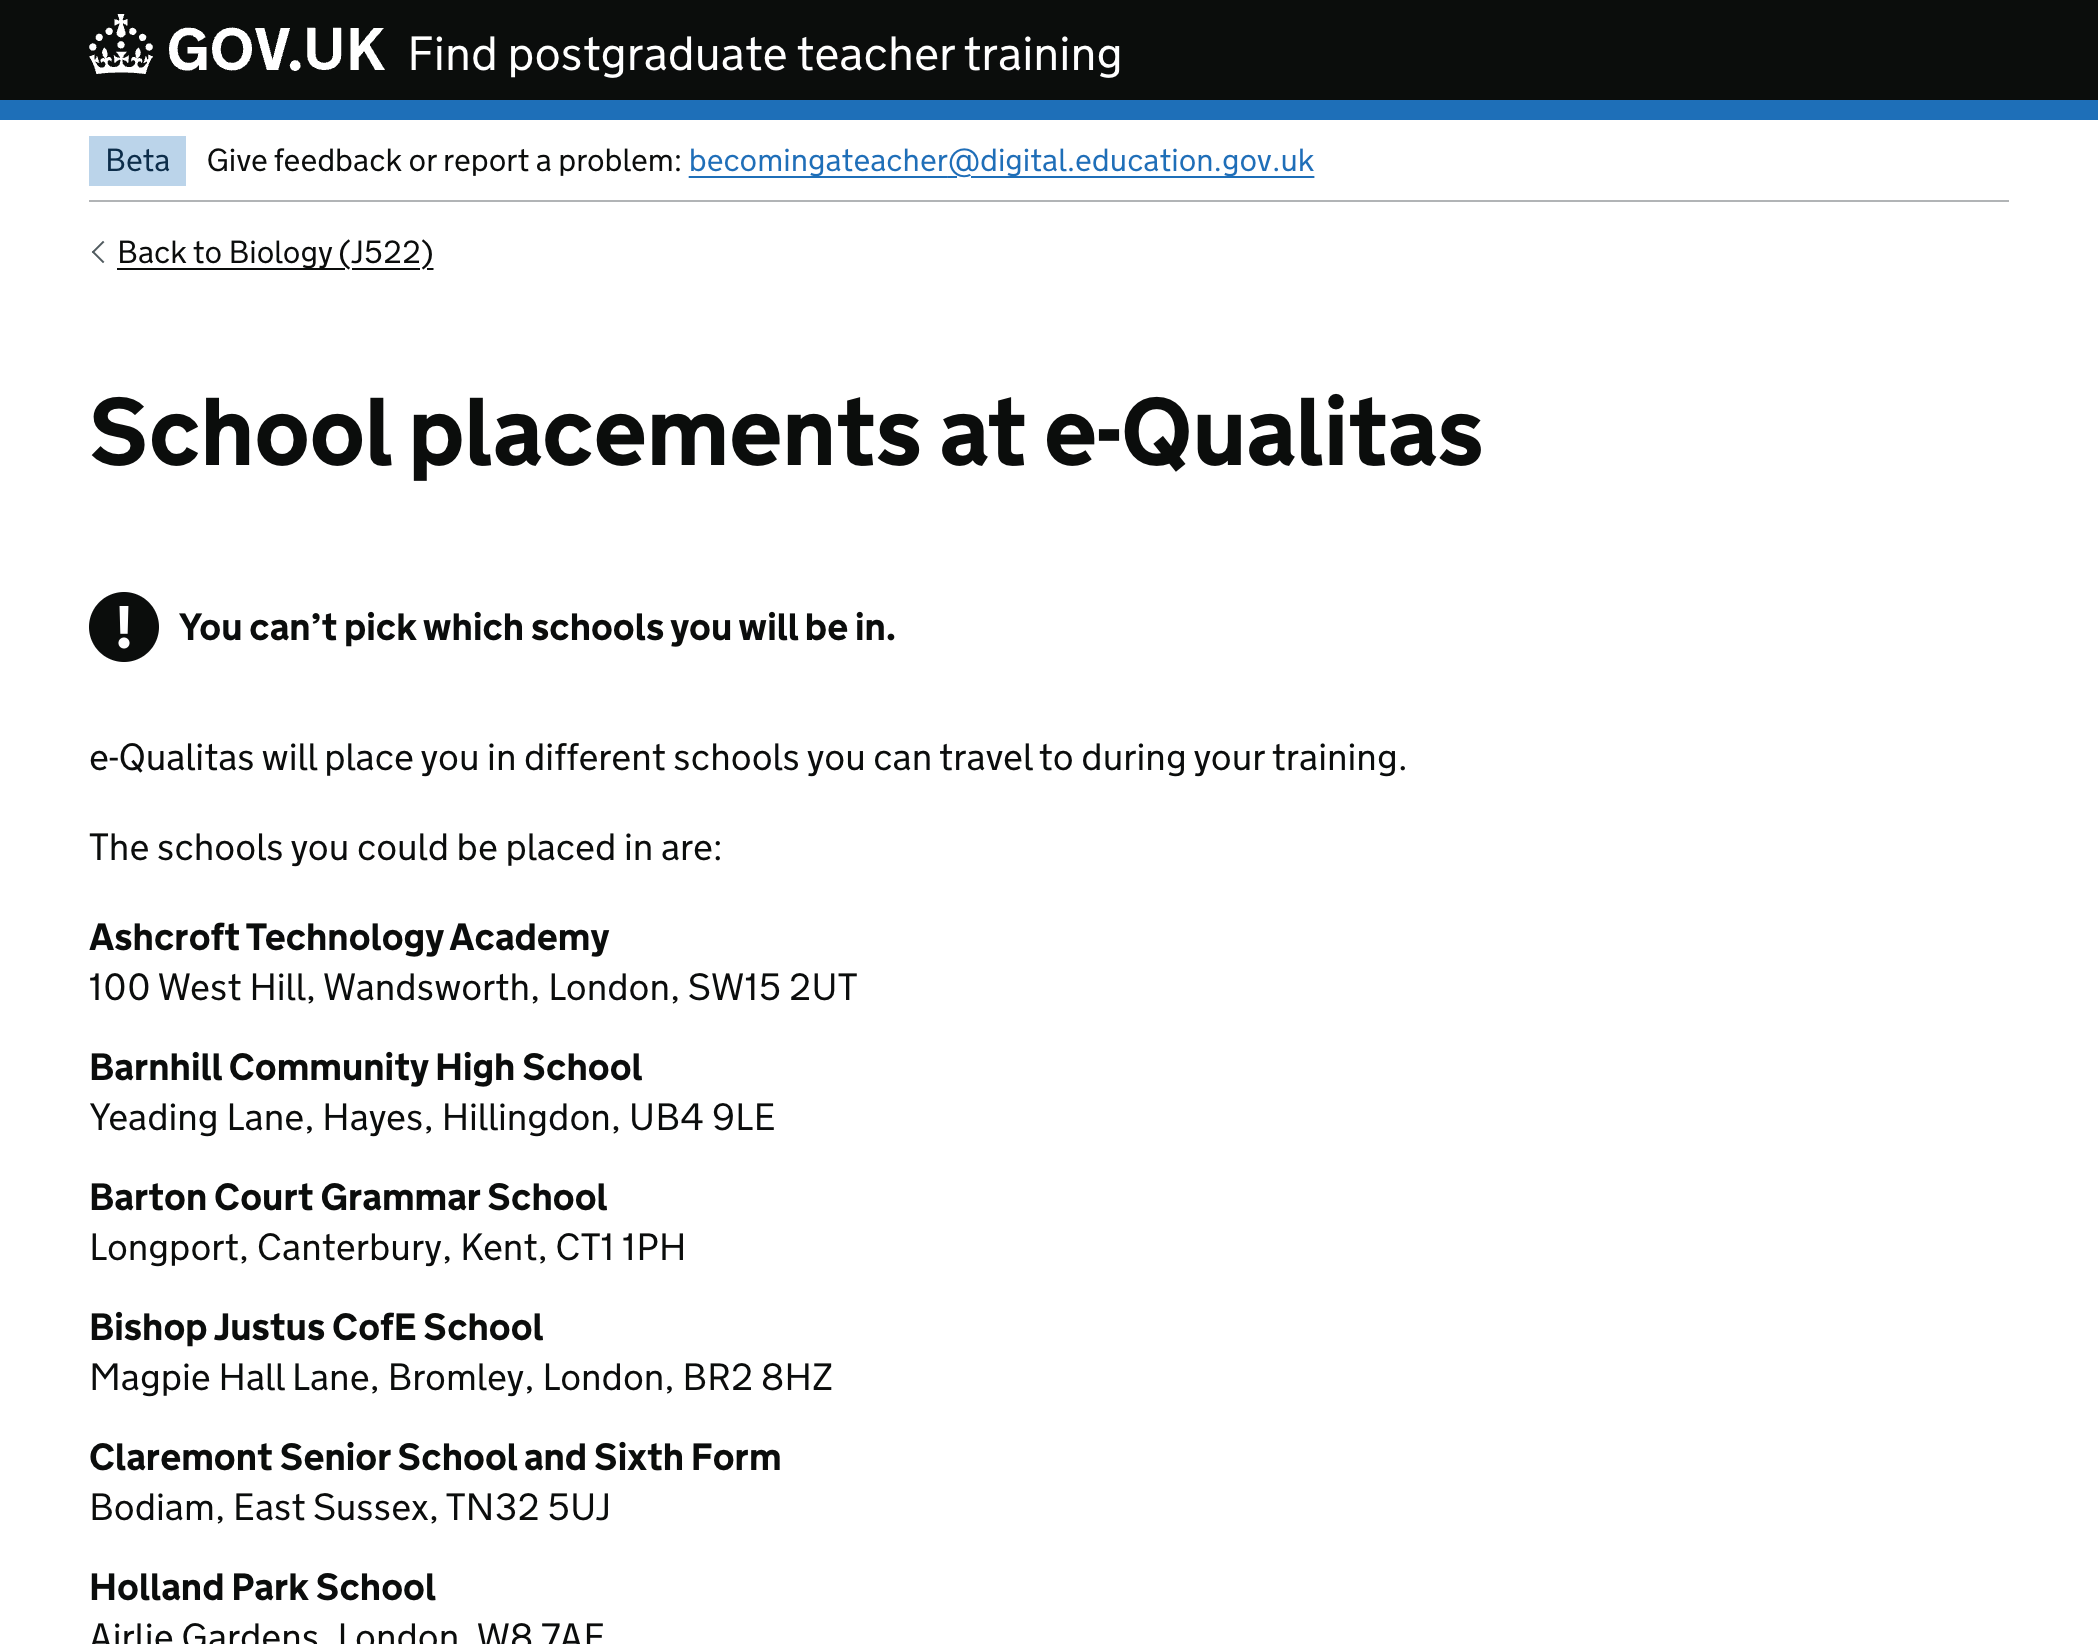 GOV.UK Find postgraduate teacher training
Beta Give feedback or report a problem: becomingateacher@digital.education.gov.uk
Back to Biology (J522)
School placements at e-Qualitas
! You can’t pick which schools you will be in.
e-Qualitas will place you in different schools you can travel to during your training.
The schools you could be placed in are:
Ashcroft Technology Academy
100 West Hill, Wandsworth, London, SW15 2UT
Barnhill Community High School
Yeading Lane, Hayes, Hillingdon, UB4 9LE
Barton Court Grammar School
Longport, Canterbury, Kent, CT1 1PH
Bishop Justus CofE School
Magpie Hall Lane, Bromley, London, BR2 8HZ
Claremont Senior School and Sixth Form
Bodiam, East Sussex, TN32 5UJ
Holland Park School
Airlie Gardens, London, W8 7AF